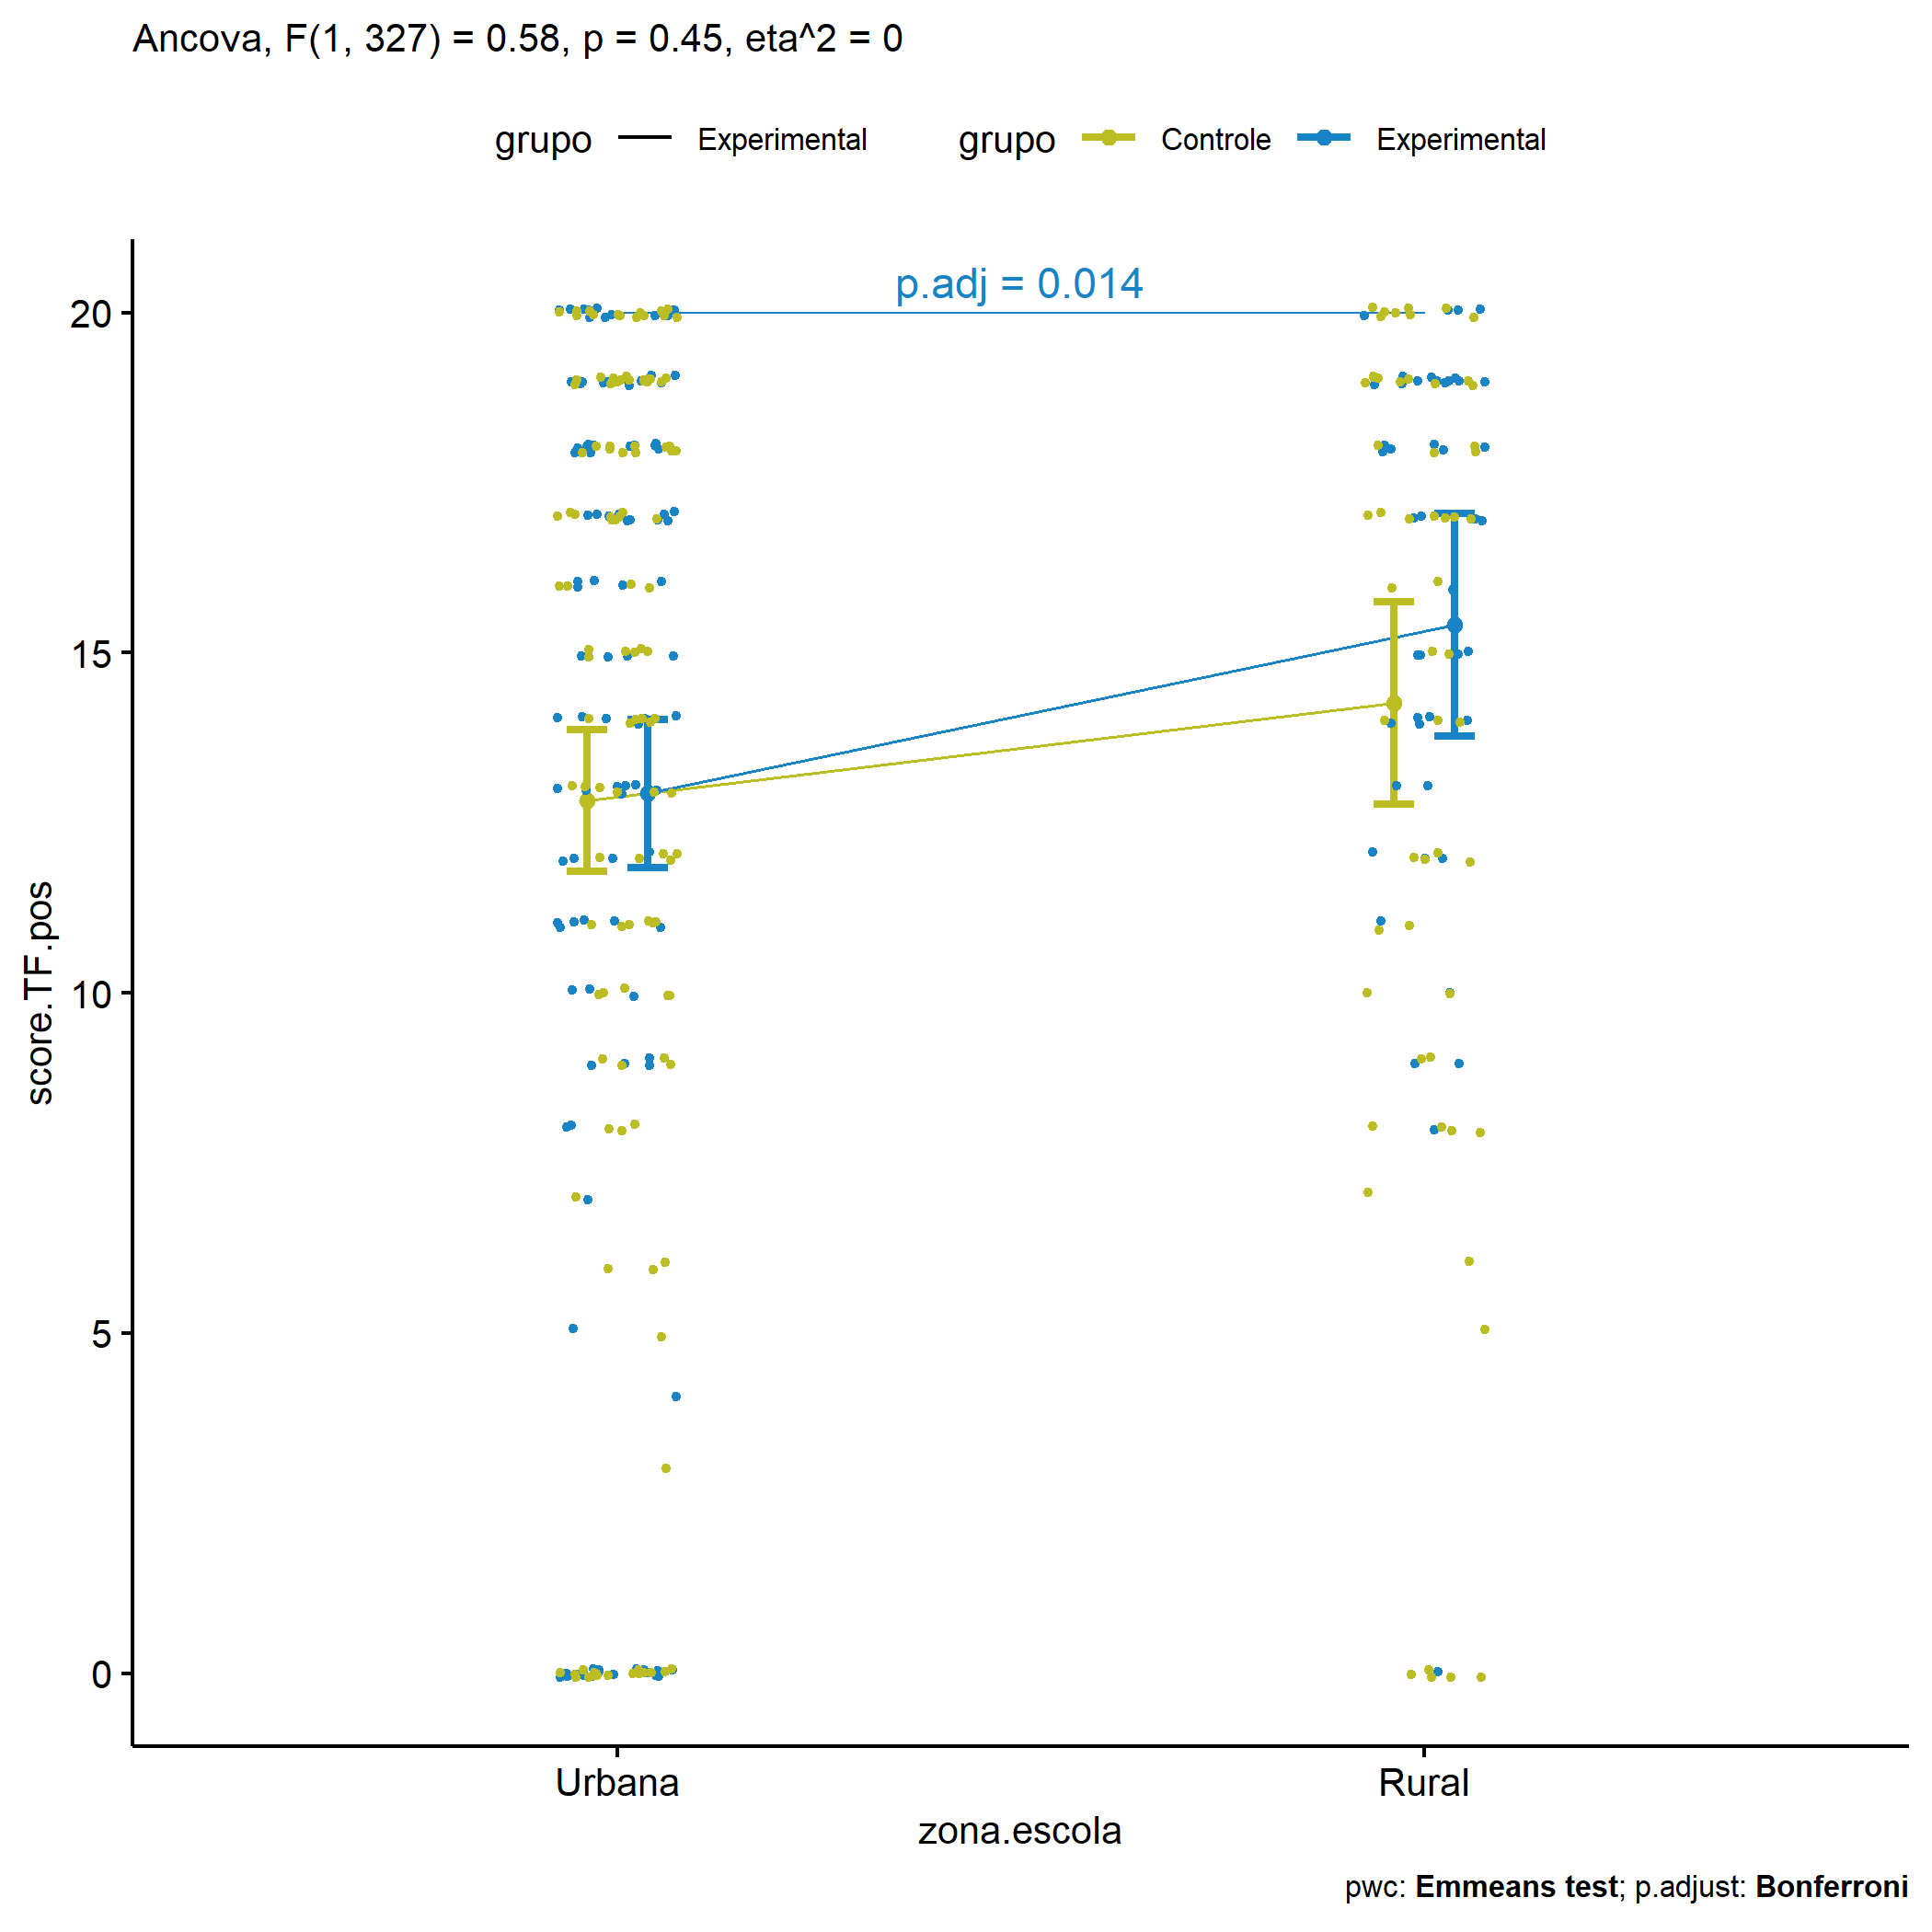 Ancova, F(1, 327) = 0.58, p = 0.45, eta^2 = 0
grupo Experimental grupo Controle Experimental
p.adj = 0.014
20
15
10
5
0
score.TF.pos
Urbana Rural
zona.escola
pwc: Emmeans test; p.adjust: Bonferroni